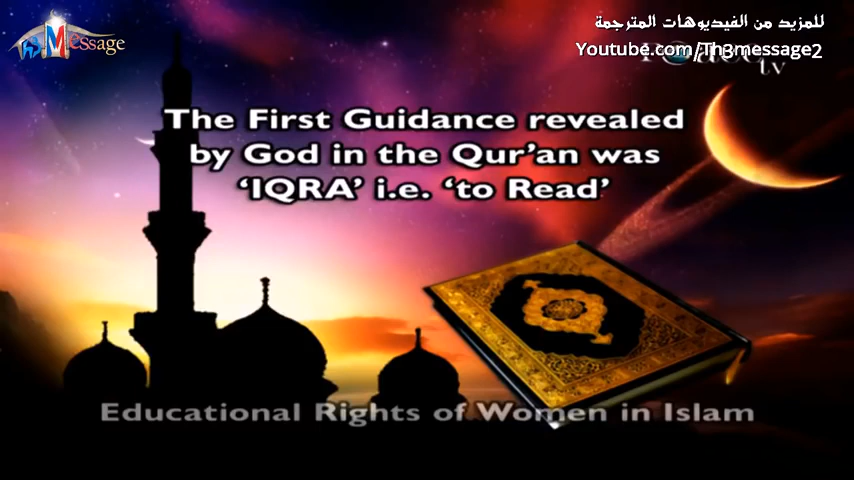 Message
للمزيد من الفيديوهات المترجمة
Youtube.com/Th3message2
tv
The First Guidance revealed
by God in the Qur’an was
‘IQRA’ i.e. ‘to Read’
Educational Rights of Women in Islam